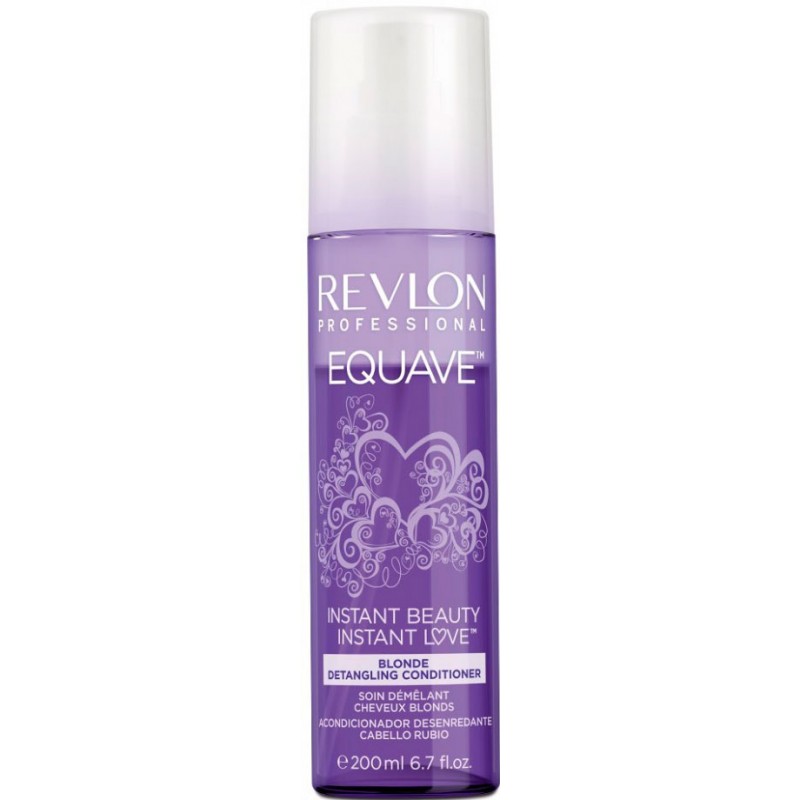 REVLON
PROFESSIONAL
EQUAVE™
INSTANT BEAUTY
INSTANT LOVE™
BLONDE
DETANGLING CONDITIONER
SOIN DÉMÊLANT
CHEVEUX BLONDS
ACONDICIONADOR DESENREDANTE
CABELLO RUBIO
℮200ml 6.7 fl.oz.